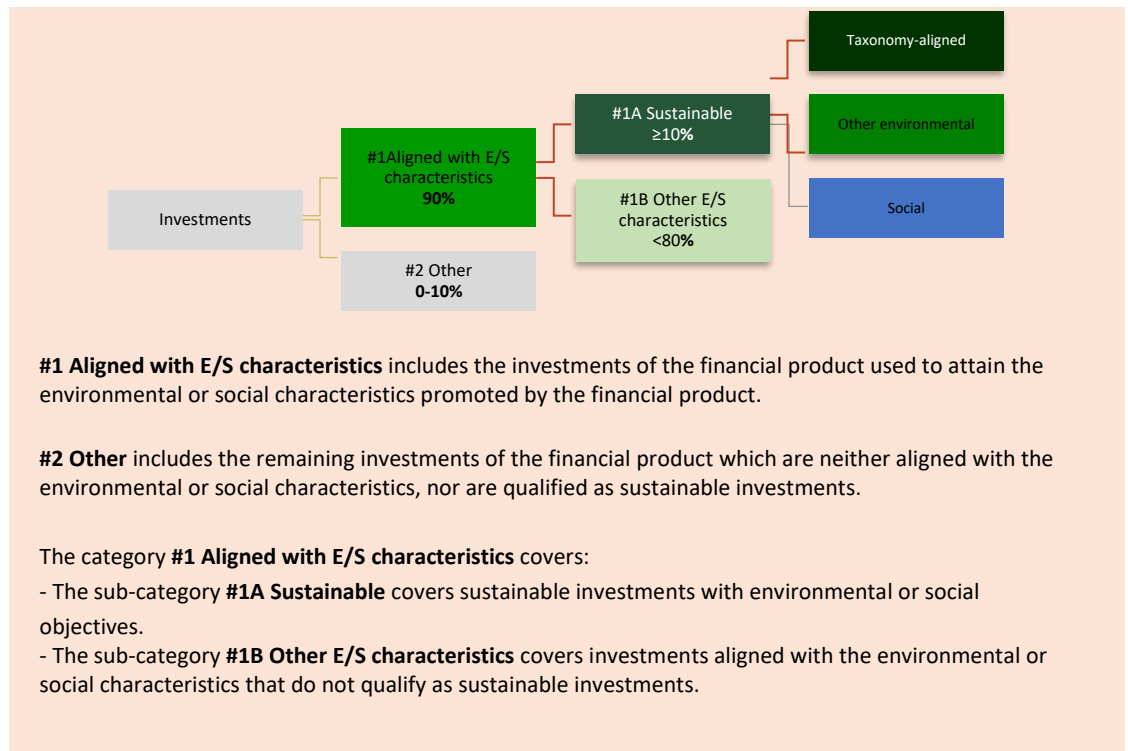 Taxonomy-aligned
#1A Sustainable
≥10%
Other environmental
#1Aligned with E/S
characteristics
90%
#1B Other E/S
characteristics
<80%
Social
Investments
#2 Other
0-10%
#1 Aligned with E/S characteristics includes the investments of the financial product used to attain the
environmental or social characteristics promoted by the financial product.
#2 Other includes the remaining investments of the financial product which are neither aligned with the
environmental or social characteristics, nor are qualified as sustainable investments.
The category #1 Aligned with E/S characteristics covers:
- The sub-category #1A Sustainable covers sustainable investments with environmental or social
objectives.
- The sub-category #1B Other E/S characteristics covers investments aligned with the environmental or
social characteristics that do not qualify as sustainable investments.